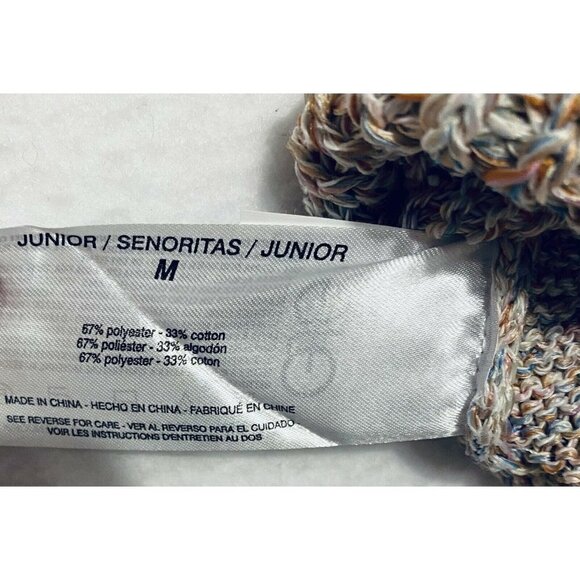 JUNIOR / SENORITAS / JUNIOR
M
67% polyester - 33% cotton
67% poliéster - 33% algodón
67% polyester - 33% coton
MADE IN CHINA - HECHO EN CHINA - FABRIQUÉ EN CHINE
SEE REVERSE FOR CARE - VER AL REVERSO PARA EL CUIDADO
VOIR LES INSTRUCTIONS D'ENTRETIEN AU DOS